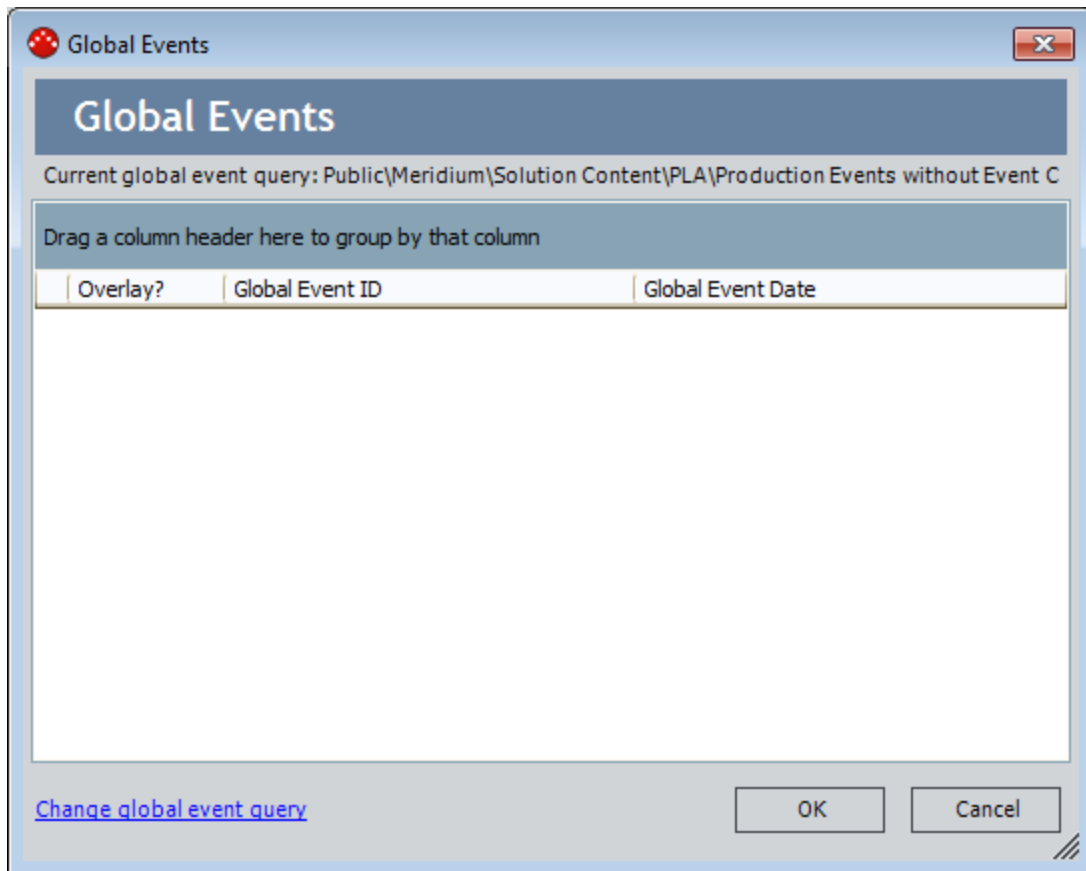 Global Events
Global Events
Current global event query: Public\Meridium\Solution Content\PLA\Production Events without Event C
Drag a column header here to group by that column
Overlay? Global Event ID Global Event Date
Change global event query OK Cancel